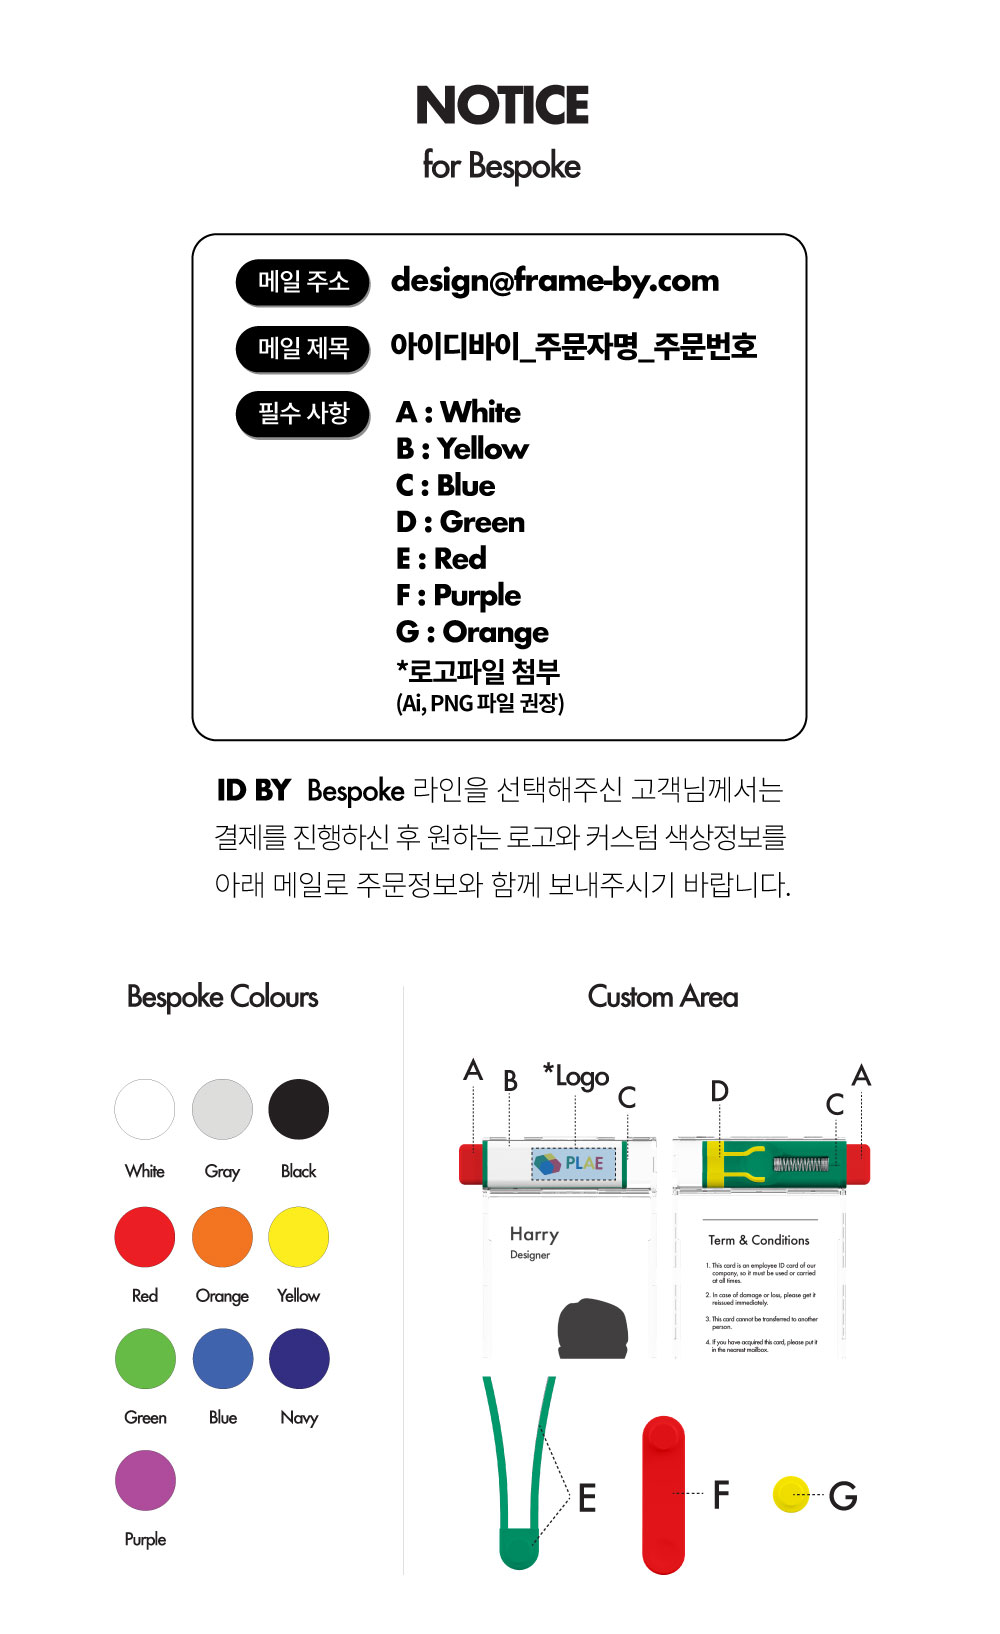 NOTICE
for Bespoke
메일 주소 design@frame-by.com
메일 제목 아이디바이_주문자명_주문번호
필수 사항 A : White
B : Yellow
C : Blue
D : Green
E : Red
F : Purple
G : Orange
*로고파일 첨부
(Ai, PNG 파일 권장)
ID BY Bespoke 라인을 선택해주신 고객님께서는
결제를 진행하신 후 원하는 로고와 커스텀 색상정보를
아래 메일로 주문정보와 함께 보내주시기 바랍니다.
Bespoke Colours
White Gray Black
Red Orange Yellow
Green Blue Navy
Purple
Custom Area
A B *Logo C D C A
PLAE
Harry
Designer
Term & Conditions
1. This card is an employee ID card of our
company, so it must be used or carried
at all times.
2. In case of damage or loss, please get it
reissued immediately.
3. This card cannot be transferred to another
person.
4. If you have acquired this card, please put it
in the nearest mailbox.
E F G